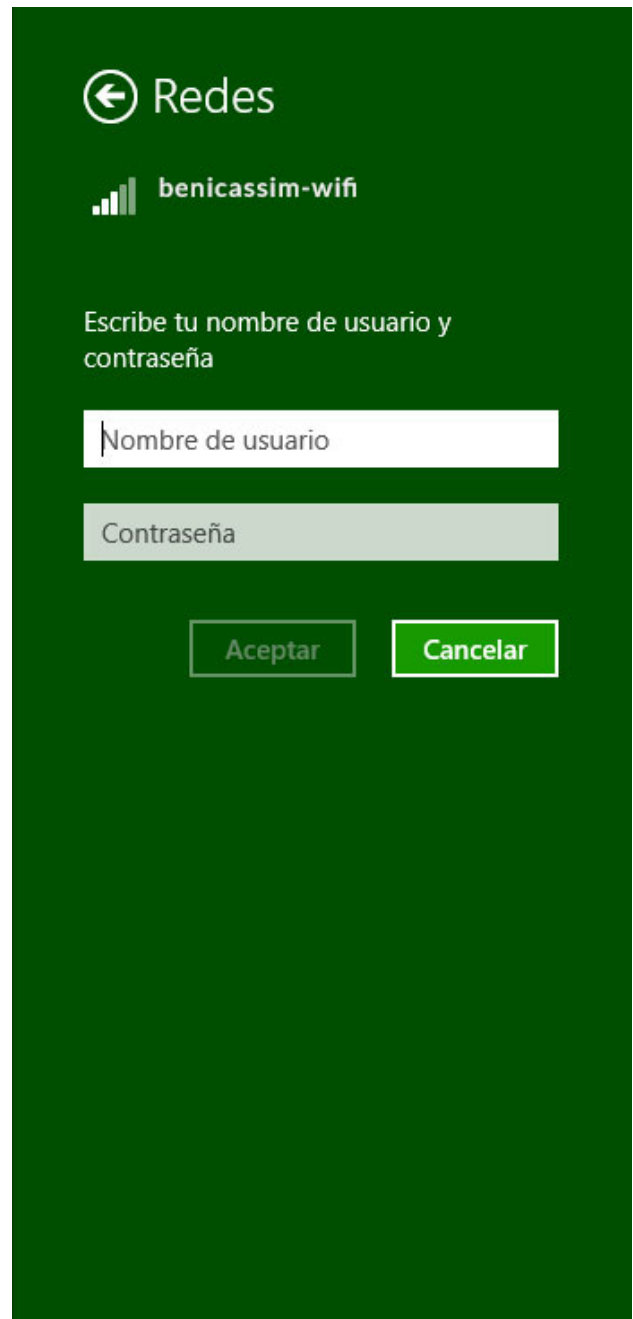 Redes
benicassim-wifi
Escribe tu nombre de usuario y
contraseña
Nombre de usuario
Contraseña
Aceptar Cancelar